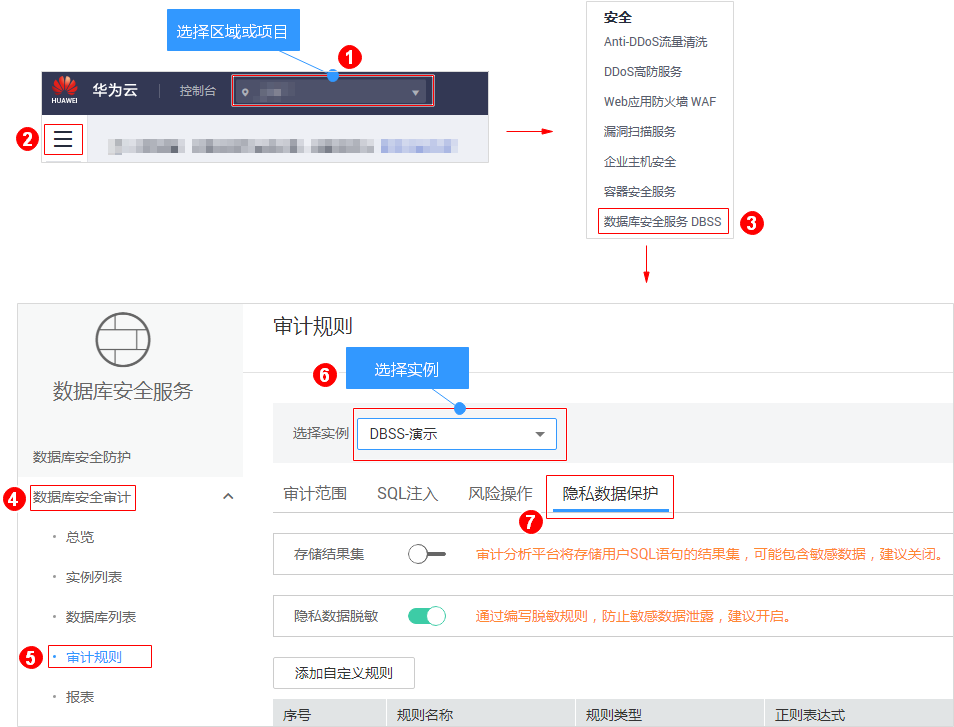 选择区域或项目
1
HUAWEI
华为云
控制台
2
安全
Anti-DDoS流量清洗
DDoS高防服务
Web应用防火墙 WAF
漏洞扫描服务
企业主机安全
容器安全服务
数据库安全服务 DBSS
3
数据库安全服务
数据库安全防护
4
数据库安全审计
· 总览
· 实例列表
· 数据库列表
5
· 审计规则
· 报表
审计规则
6
选择实例
选择实例
DBSS-演示
审计范围
SQL注入
风险操作
隐私数据保护
7
存储结果集
审计分析平台将存储用户SQL语句的结果集，可能包含敏感数据，建议关闭。
隐私数据脱敏
通过编写脱敏规则，防止敏感数据泄露，建议开启。
添加自定义规则
序号
规则名称
规则类型
正则表达式